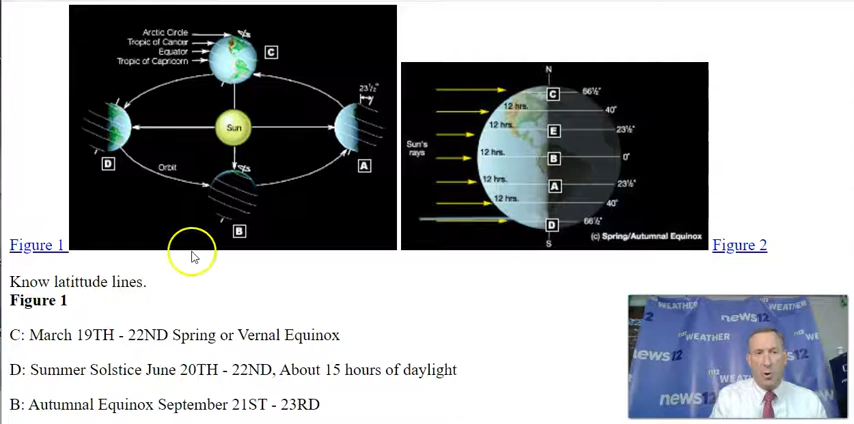 Arctic Circle
Tropic of Cancer
Equator
Tropic of Capricorn
C
23½°
Sun
D
A
Orbit
B
Figure 1
N
C
66½°
12 hrs.
40°
12 hrs.
E
23½°
Sun's
rays
12 hrs.
B
0°
12 hrs.
A
23½°
12 hrs.
40°
D
66½°
S
(c) Spring/Autumnal Equinox
Figure 2
Know latittude lines.
Figure 1
C: March 19TH - 22ND Spring or Vernal Equinox
D: Summer Solstice June 20TH - 22ND, About 15 hours of daylight
B: Autumnal Equinox September 21ST - 23RD
WEATHER
news12
WEATHER
WEATHER
news12